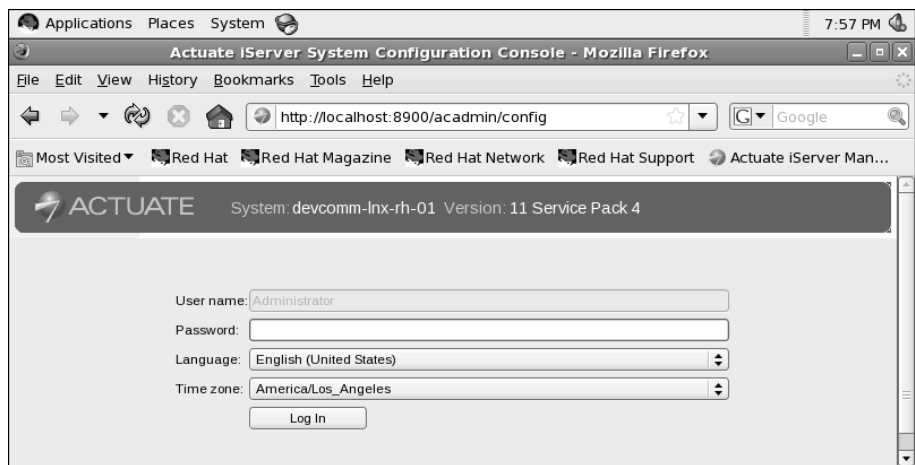 Applications Places System 7:57 PM
Actuate iServer System Configuration Console - Mozilla Firefox
File Edit View History Bookmarks Tools Help
http://localhost:8900/acadmin/config G Google
Most Visited Red Hat Red Hat Magazine Red Hat Network Red Hat Support Actuate iServer Man...
ACTUATE System: devcomm-lnx-rh-01 Version: 11 Service Pack 4
User name: Administrator
Password:
Language: English (United States)
Time zone: America/Los_Angeles
Log In